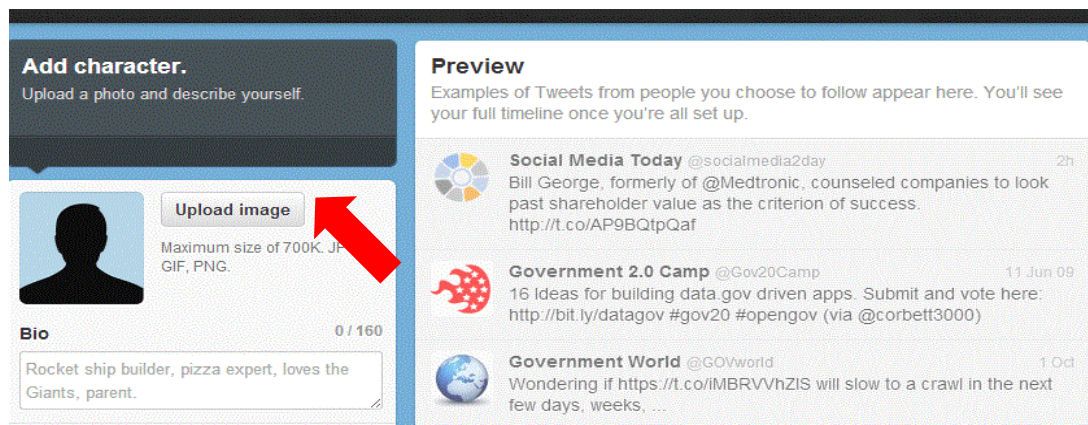 Add character.
Upload a photo and describe yourself.
Upload image
Maximum size of 700K.
GIF, PNG.
Bio 0 / 160
Rocket ship builder, pizza expert, loves the
Giants, parent.
Preview
Examples of Tweets from people you choose to follow appear here. You'll see
your full timeline once you're all set up.
Social Media Today @socialmedia2day 2h
Bill George, formerly of @Medtronic, counseled companies to look
past shareholder value as the criterion of success.
http://t.co/AP9BQtpQaf
Government 2.0 Camp @Gov20Camp 11 Jun 09
16 Ideas for building data.gov driven apps. Submit and vote here:
http://bit.ly/datagov #gov20 #opengov (via @corbett3000)
Government World @GOVworld 1 Oct
Wondering if https://t.co/iMBRVVhZlS will slow to a crawl in the next
few days, weeks, ...